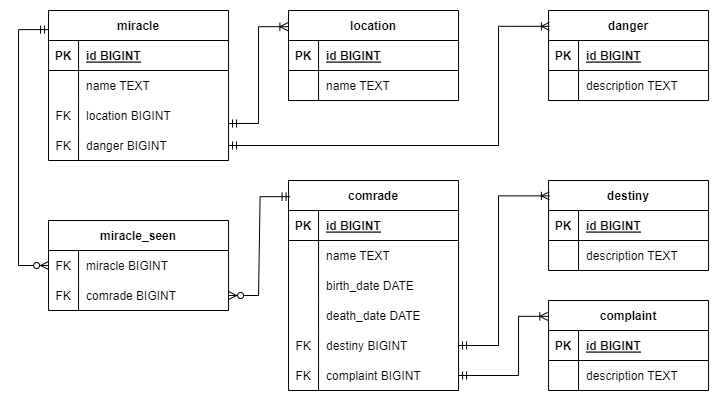 miracle
PK id BIGINT
name TEXT
FK location BIGINT
FK danger BIGINT
location
PK id BIGINT
name TEXT
danger
PK id BIGINT
description TEXT
miracle_seen
FK miracle BIGINT
FK comrade BIGINT
comrade
PK id BIGINT
name TEXT
birth_date DATE
death_date DATE
FK destiny BIGINT
FK complaint BIGINT
destiny
PK id BIGINT
description TEXT
complaint
PK id BIGINT
description TEXT